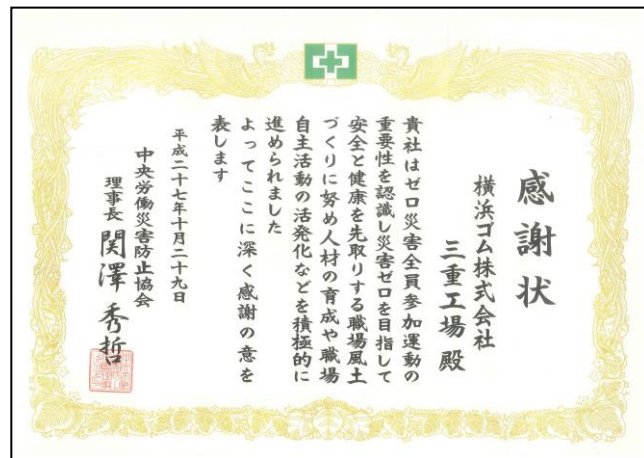 感謝状
横浜ゴム株式会社
三重工場殿
貴社はゼロ災害全員参加運動の
重要性を認識し災害ゼロを目指して
安全と健康を先取りする職場風土
づくりに努め人材の育成や職場
自主活動の活発化などを積極的に
進められました
よってここに深く感謝の意を
表します
平成二十七年十月二十九日
中央労働災害防止協会
理事長 関澤秀哲